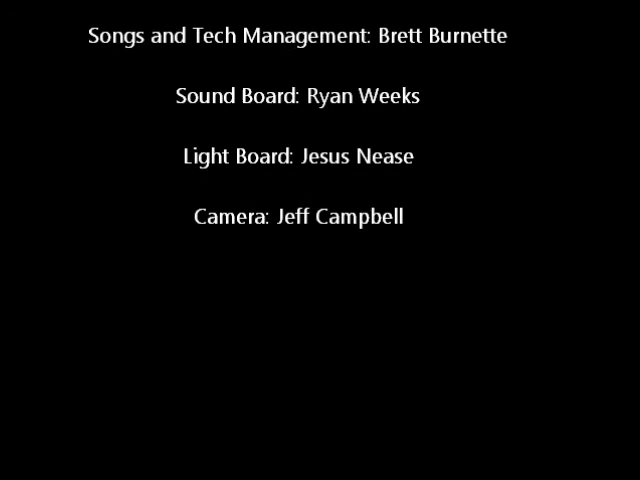 Songs and Tech Management: Brett Burnette
Sound Board: Ryan Weeks
Light Board: Jesus Nease
Camera: Jeff Campbell